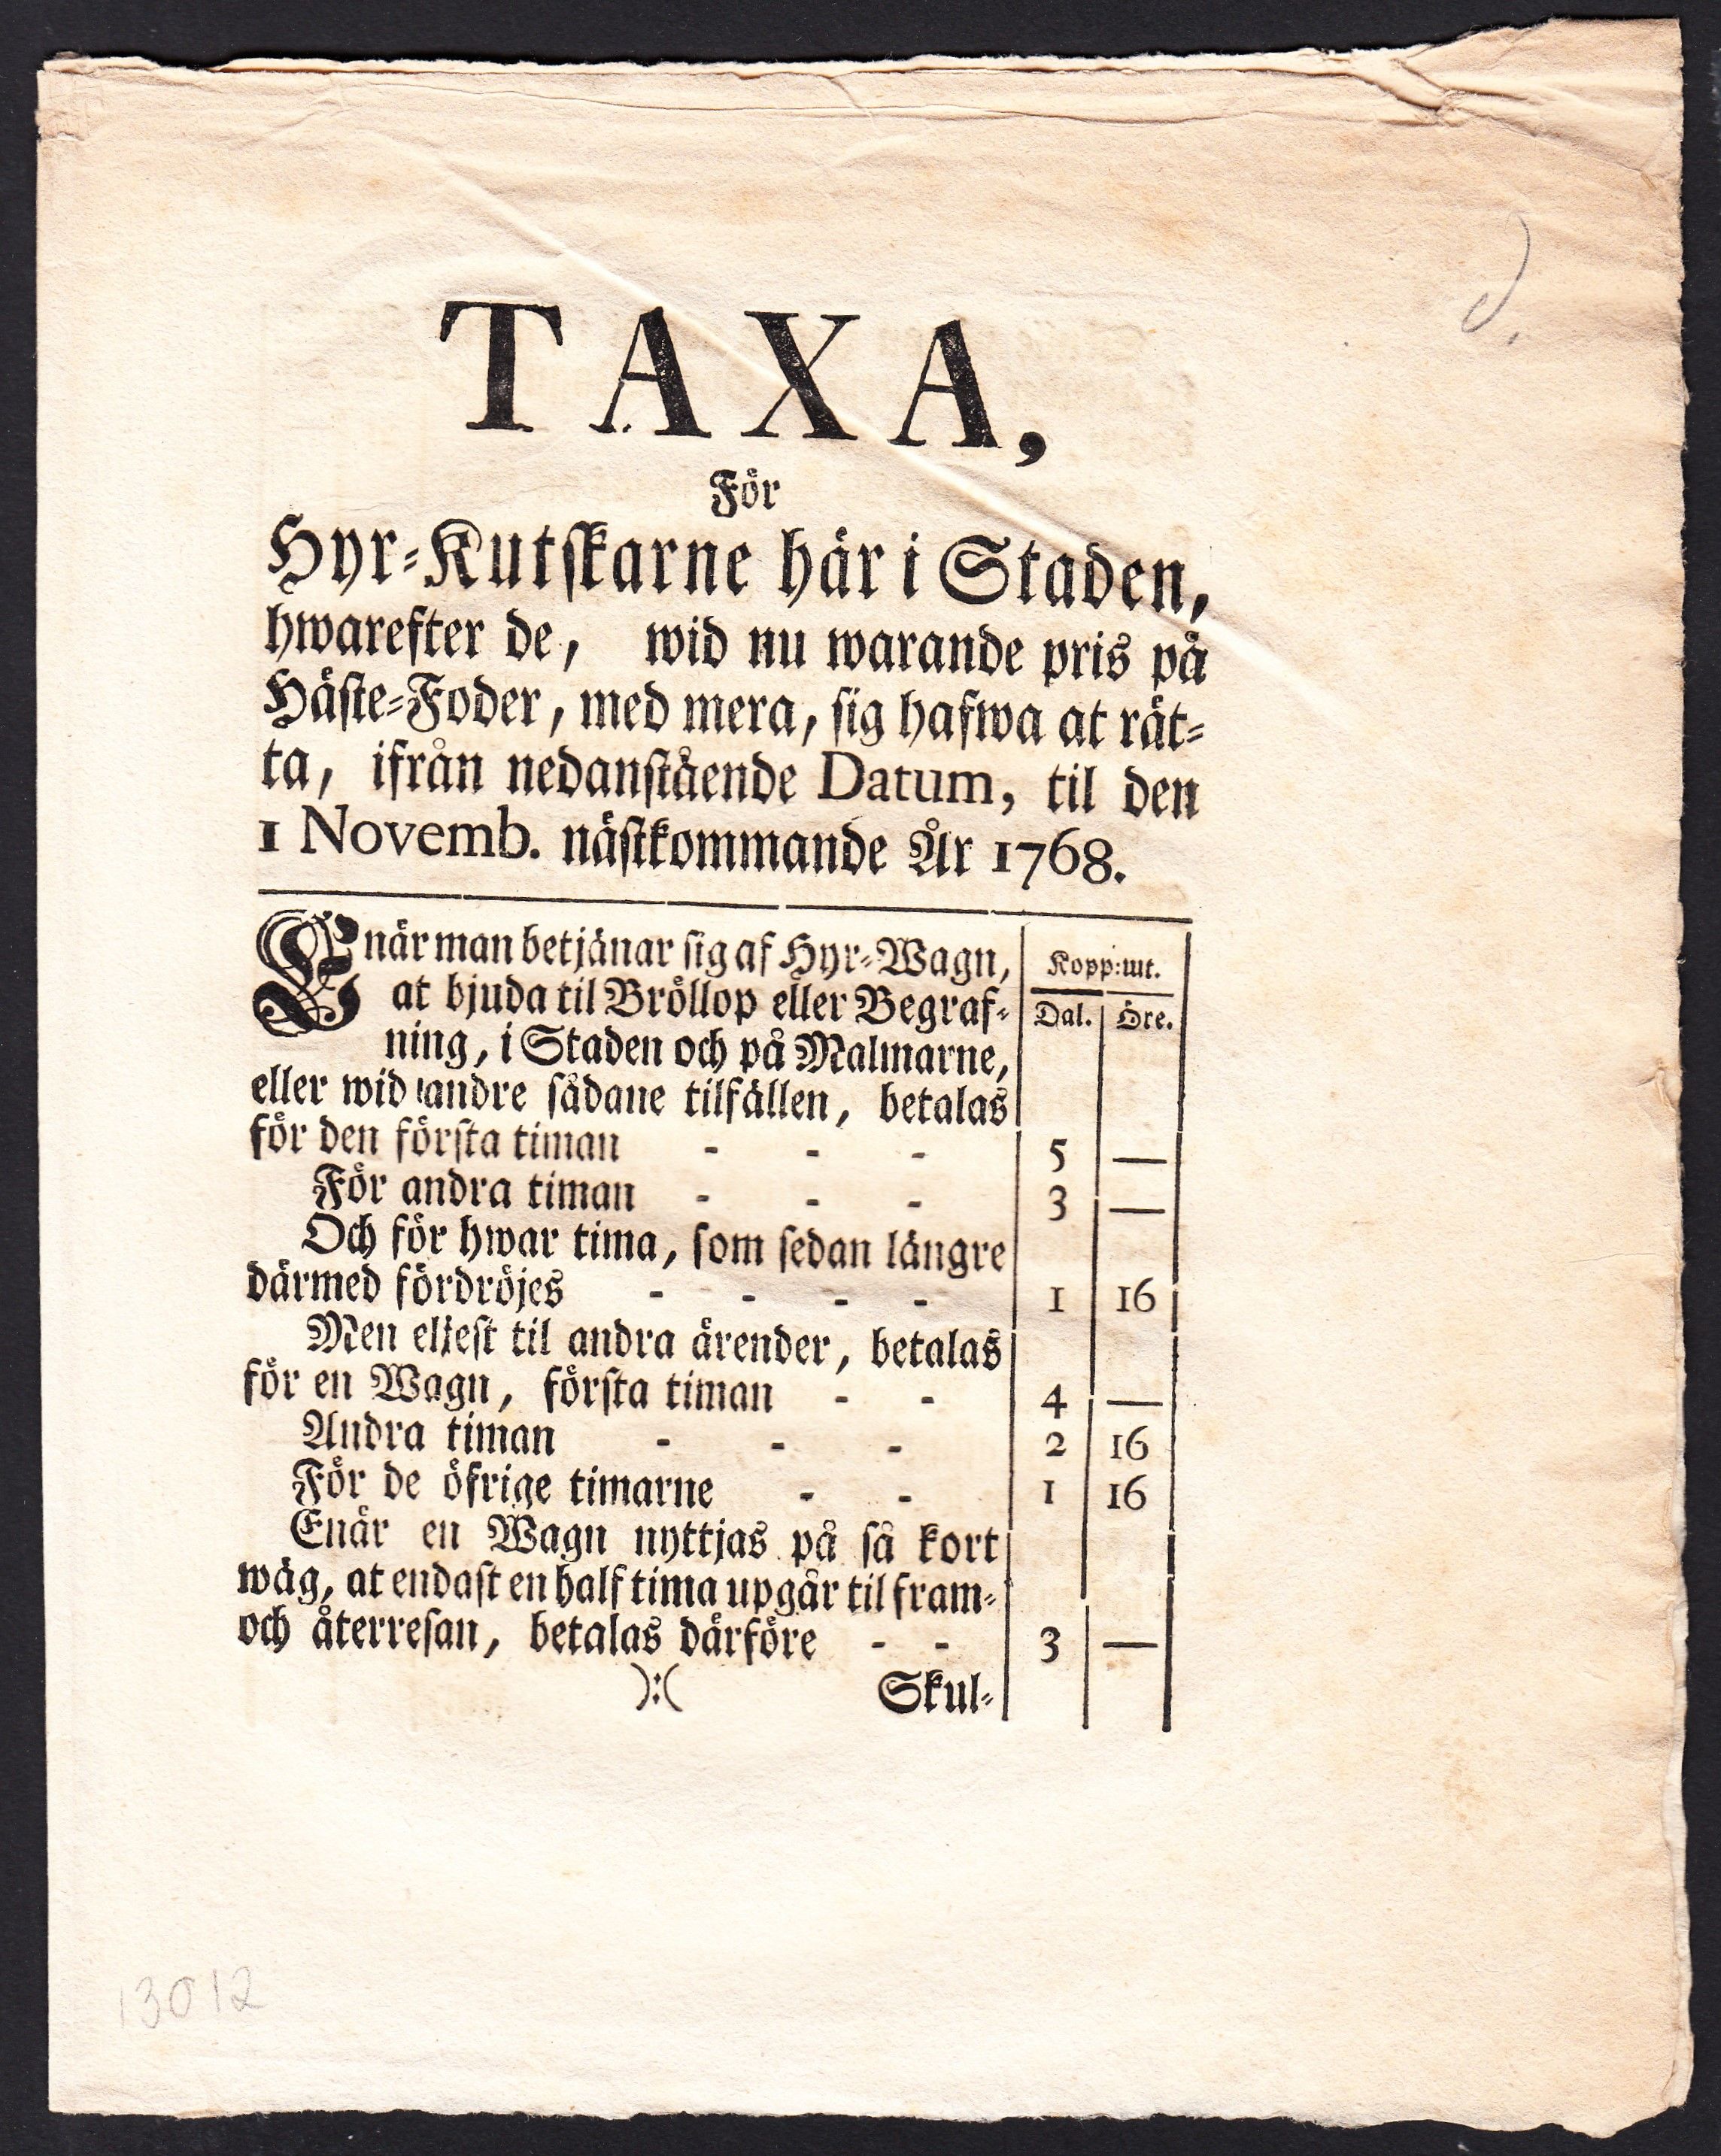 TAXA,
För
Hyr-Kutskarne här i Staden,
hwarefter de, wid nu warande pris på
Häste-Foder, med mera, sig hafwa at rät-
ta, ifrån nedanstående Datum, til den
1 Novemb. nästkommande År 1768.
Enär man betjänar sig af Hyr-Wagn, Kopp:mt.
at bjuda til Bröllop eller Begraf- Dal. Öre.
ning, i Staden och på Malmarne,
eller wid andre sådane tilfällen, betalas
för den första timan - - - 5 —
För andra timan - - - 3 —
Och för hwar tima, som sedan längre
därmed fördröjes - - - - 1 16
Men eljest til andra ärender, betalas
för en Wagn, första timan - - 4 —
Andra timan - - - 2 16
För de öfrige timarne - - 1 16
Enär en Wagn nyttjas på så kort
wäg, at endast en half tima upgår til fram-
och återresan, betalas därföre - - 3 —
):( Skul-
13012